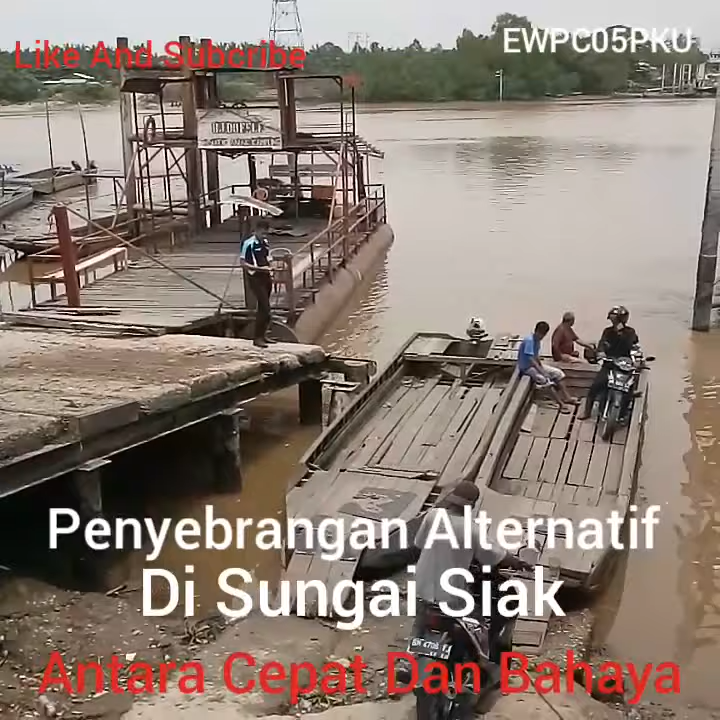 Like And Subcribe
EWPC05PKU
Penyebrangan Alternatif
Di Sungai Siak
Antara Cepat Dan Bahaya